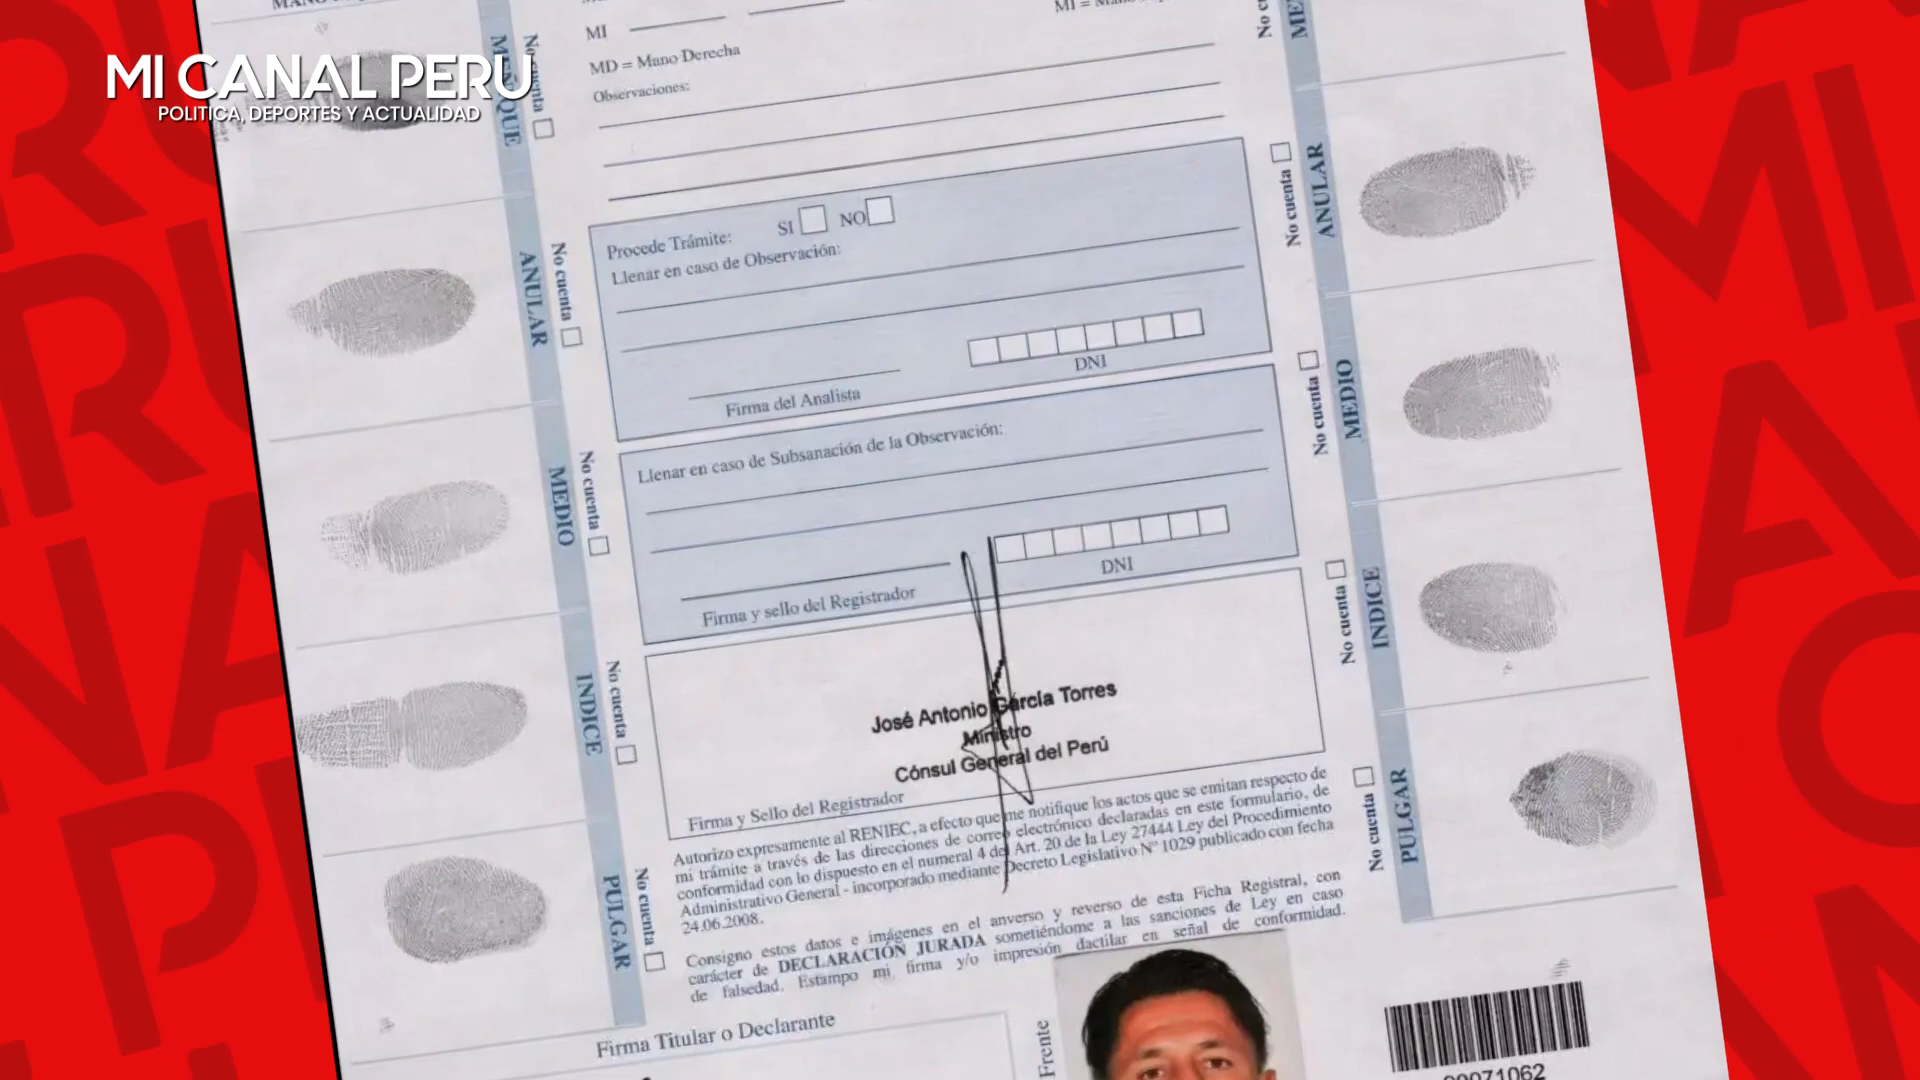 MI CANAL PERÚ
POLITICA, DEPORTES Y ACTUALIDAD
MI
MD = Mano Derecha
Observaciones:
Procede Trámite: SI NO
Llenar en caso de Observación:
DNI
Firma del Analista
Llenar en caso de Subsanación de la Observación:
DNI
Firma y sello del Registrador
José Antonio García Torres
Ministro
Cónsul General del Perú
Firma y Sello del Registrador
Autorizo expresamente al RENIEC, a efecto que me notifique los actos que se emitan respecto de
mi trámite a través de las direcciones de correo electrónico declaradas en este formulario, de
conformidad con lo dispuesto en el numeral 4 del Art. 20 de la Ley 27444 Ley del Procedimiento
Administrativo General - incorporado mediante Decreto Legislativo N° 1029 publicado con fecha
24.06.2008.
Consigno estos datos e imágenes en el anverso y reverso de esta Ficha Registral, con
carácter de DECLARACIÓN JURADA sometiéndome a las sanciones de Ley en caso
de falsedad. Estampo mi firma y/o impresión dactilar en señal de conformidad.
Firma Titular o Declarante
Frente
MEÑIQUE
No cuenta
ANULAR
No cuenta
MEDIO
No cuenta
INDICE
No cuenta
PULGAR
No cuenta
No cuenta
ANULAR
No cuenta
MEDIO
No cuenta
INDICE
No cuenta
PULGAR